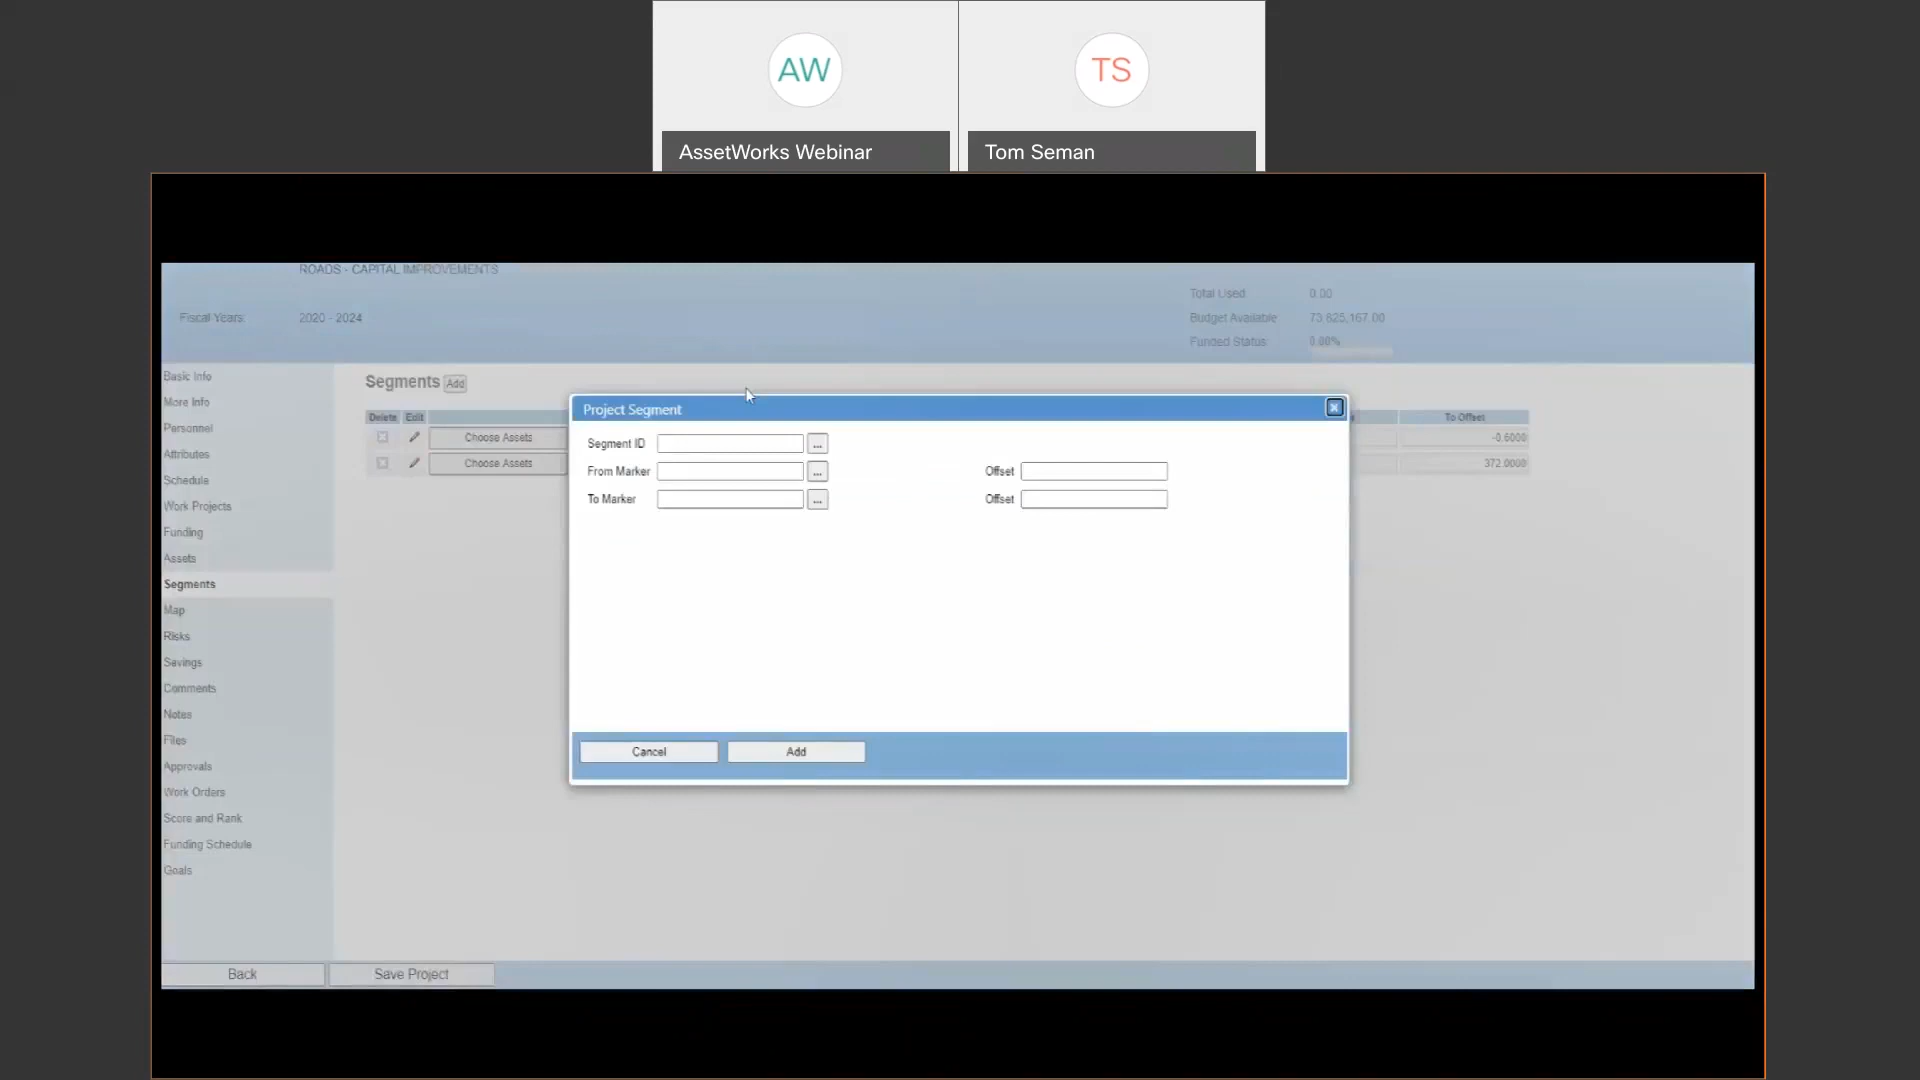 AW
TS
AssetWorks Webinar
Tom Seman
ROADS - CAPITAL IMPROVEMENTS
Total Used: 0.00
Fiscal Years: 2020 - 2024
Budget Available 73,625,167.00
Funded Status: 0.00%
Basic Info
More Info
Personnel
Attributes
Schedule
Work Projects
Funding
Assets
Segments
Map
Risks
Savings
Comments
Notes
Files
Approvals
Work Orders
Score and Rank
Funding Schedule
Goals
Segments Add
Delete Edit To Offset
Choose Assets -0.6000
Choose Assets 372.0000
Project Segment
Segment ID ...
From Marker ... Offset
To Marker ... Offset
Cancel Add
Back Save Project